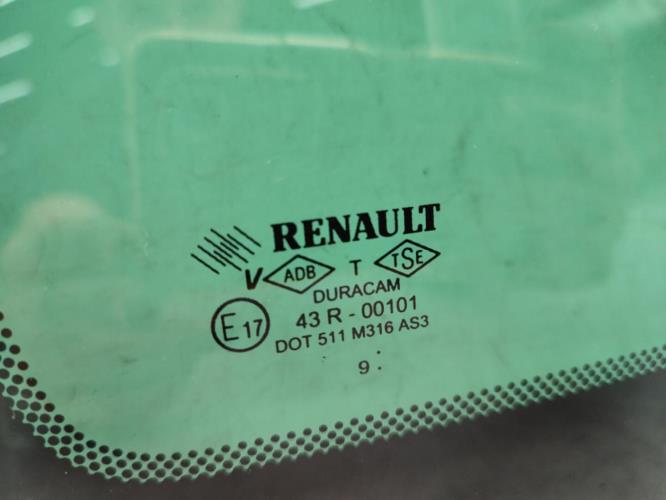 RENAULT
V ADB T TSE
DURACAM
E17 43 R - 00101
DOT 511 M316 AS3
9 :